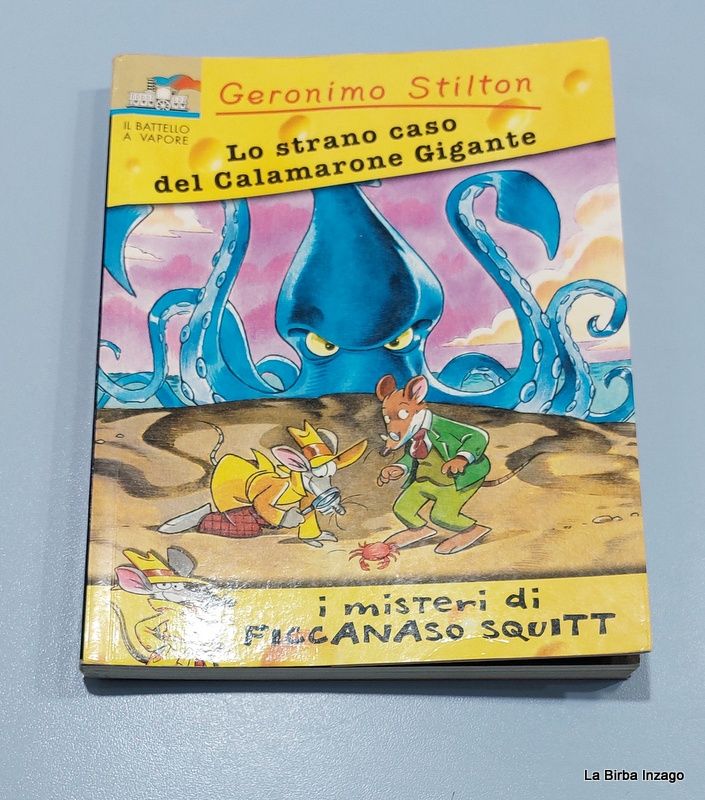 Geronimo Stilton
IL BATTELLO
A VAPORE
Lo strano caso
del Calamarone Gigante
i misteri di
FICCANASO SQUITT
La Birba Inzago